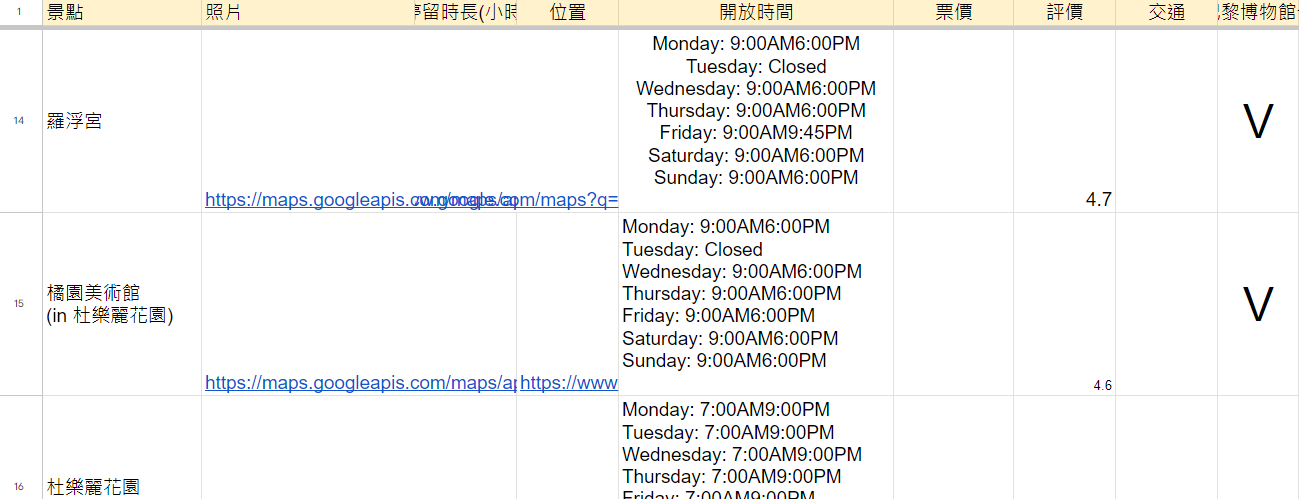 1 景點 照片 停留時長(小時 位置 開放時間 票價 評價 交通 黎博物館
14 羅浮宮
https://maps.googleapis.com/maps/ap
om/maps?q=
Monday: 9:00AM6:00PM
Tuesday: Closed
Wednesday: 9:00AM6:00PM
Thursday: 9:00AM6:00PM
Friday: 9:00AM9:45PM
Saturday: 9:00AM6:00PM
Sunday: 9:00AM6:00PM
4.7
V
15 橘園美術館
(in 杜樂麗花園)
https://maps.googleapis.com/maps/ap
https://www
Monday: 9:00AM6:00PM
Tuesday: Closed
Wednesday: 9:00AM6:00PM
Thursday: 9:00AM6:00PM
Friday: 9:00AM6:00PM
Saturday: 9:00AM6:00PM
Sunday: 9:00AM6:00PM
4.6
V
16 杜樂麗花園
Monday: 7:00AM9:00PM
Tuesday: 7:00AM9:00PM
Wednesday: 7:00AM9:00PM
Thursday: 7:00AM9:00PM
Friday: 7:00AM9:00PM